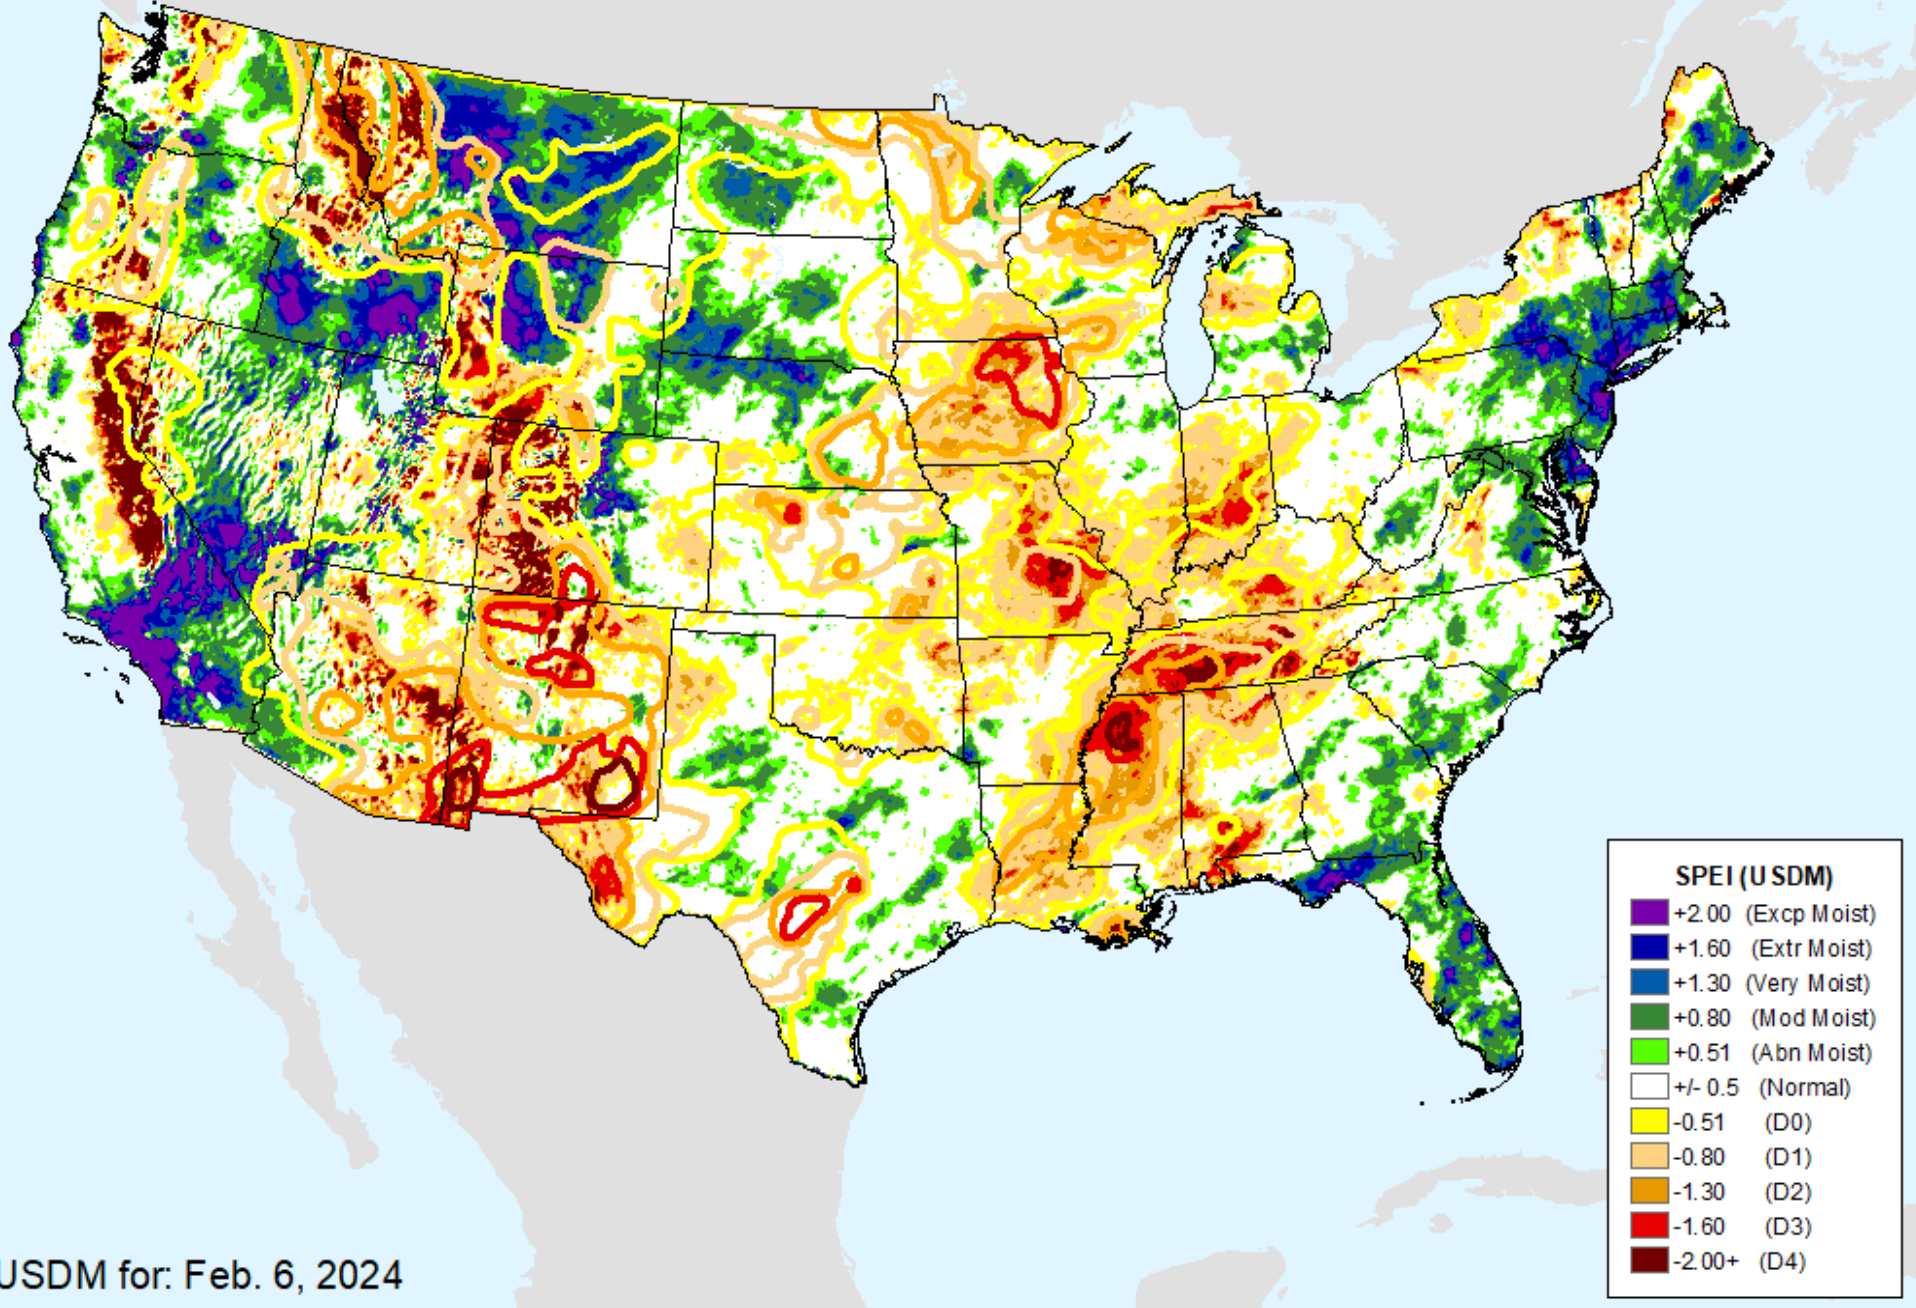 SPEI (USDM)
+2.00 (Excp Moist)
+1.60 (Extr Moist)
+1.30 (Very Moist)
+0.80 (Mod Moist)
+0.51 (Abn Moist)
+/- 0.5 (Normal)
-0.51 (D0)
-0.80 (D1)
-1.30 (D2)
-1.60 (D3)
-2.00+ (D4)
USDM for: Feb. 6, 2024